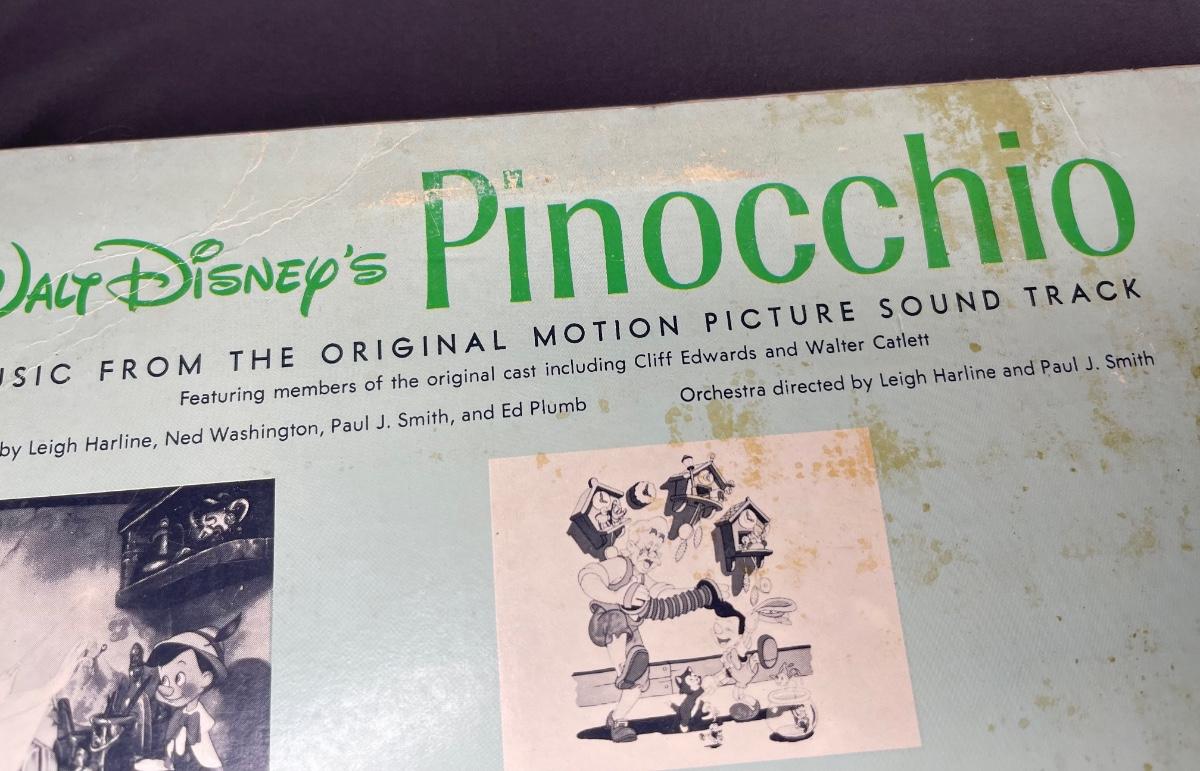 WALT DISNEY'S Pinocchio
USIC FROM THE ORIGINAL MOTION PICTURE SOUND TRACK
Featuring members of the original cast including Cliff Edwards and Walter Catlett
by Leigh Harline, Ned Washington, Paul J. Smith, and Ed Plumb Orchestra directed by Leigh Harline and Paul J. Smith